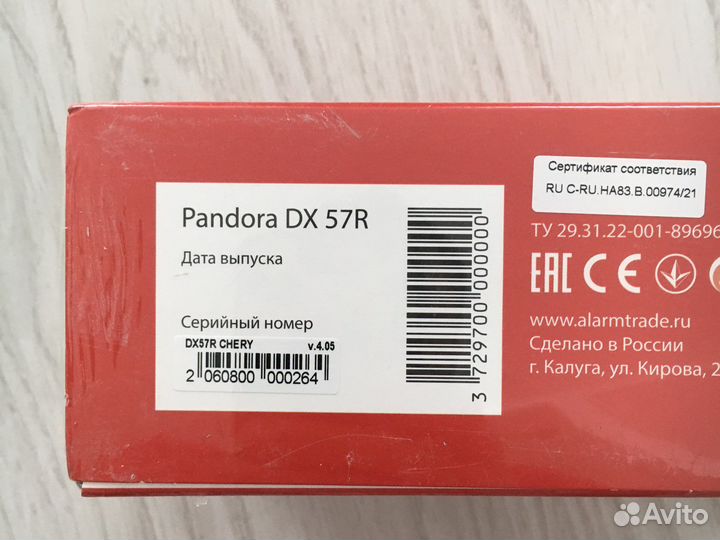 Pandora DX 57R
Дата выпуска
Серийный номер
DX57R CHERY v.4.05
2 060800 000264
3 729700 000000
Сертификат соответствия
RU C-RU.HA83.B.00974/21
ТУ 29.31.22-001-89696
EAC CE
www.alarmtrade.ru
Сделано в России
г. Калуга, ул. Кирова, 2
Avito